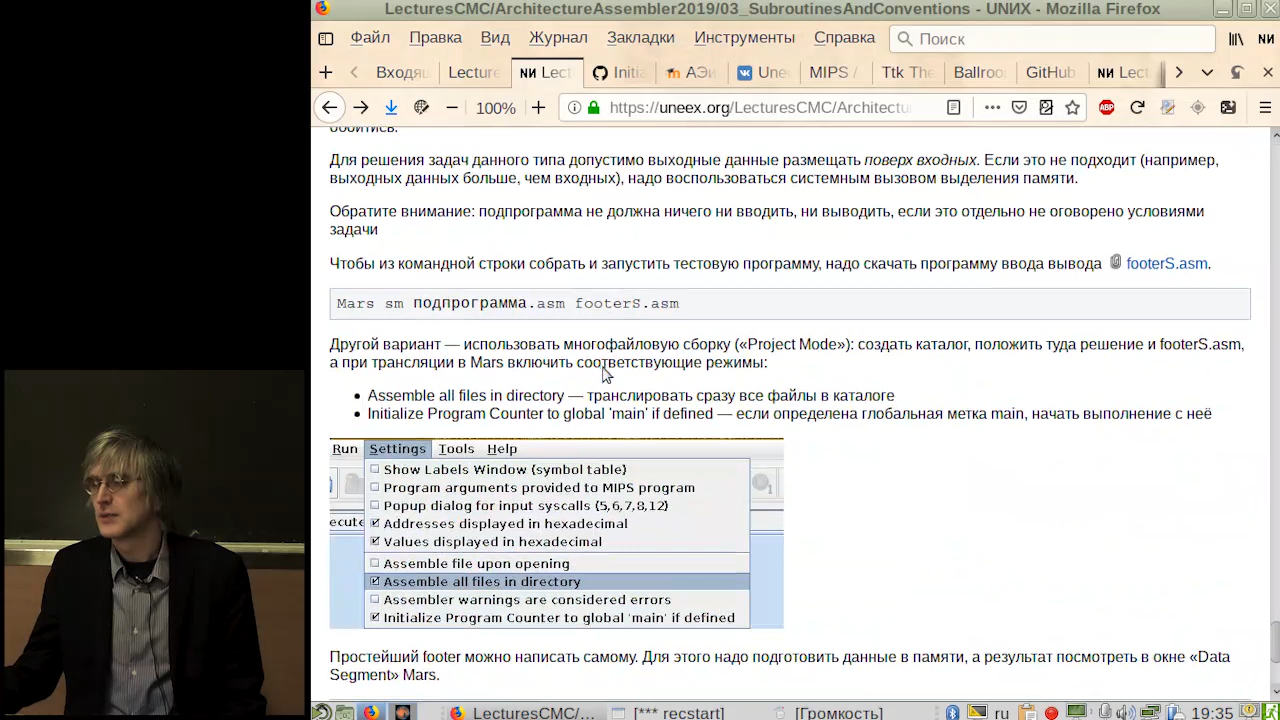 LecturesCMC/ArchitectureAssembler2019/03_SubroutinesAndConventions - UNИX - Mozilla Firefox
Файл Правка Вид Журнал Закладки Инструменты Справка Поиск
Входящ Lecture Lect Initia АЭи Une MIPS / Ttk The Ballroo GitHub Lect
100% https://uneex.org/LecturesCMC/Architectu
обойтись.
Для решения задач данного типа допустимо выходные данные размещать поверх входных. Если это не подходит (например,
выходных данных больше, чем входных), надо воспользоваться системным вызовом выделения памяти.
Обратите внимание: подпрограмма не должна ничего ни вводить, ни выводить, если это отдельно не оговорено условиями
задачи
Чтобы из командной строки собрать и запустить тестовую программу, надо скачать программу ввода вывода footerS.asm.
Mars sm подпрограмма.asm footerS.asm
Другой вариант — использовать многофайловую сборку («Project Mode»): создать каталог, положить туда решение и footerS.asm,
а при трансляции в Mars включить соответствующие режимы:
Assemble all files in directory — транслировать сразу все файлы в каталоге
Initialize Program Counter to global 'main' if defined — если определена глобальная метка main, начать выполнение с неё
Run Settings Tools Help
Show Labels Window (symbol table)
Program arguments provided to MIPS program
Popup dialog for input syscalls (5,6,7,8,12)
ecute Addresses displayed in hexadecimal
Values displayed in hexadecimal
Assemble file upon opening
Assemble all files in directory
Assembler warnings are considered errors
Initialize Program Counter to global 'main' if defined
Простейший footer можно написать самому. Для этого надо подготовить данные в памяти, а результат посмотреть в окне «Data
Segment» Mars.
LecturesCMC/... [*** recstart] [Громкость] ru 19:35